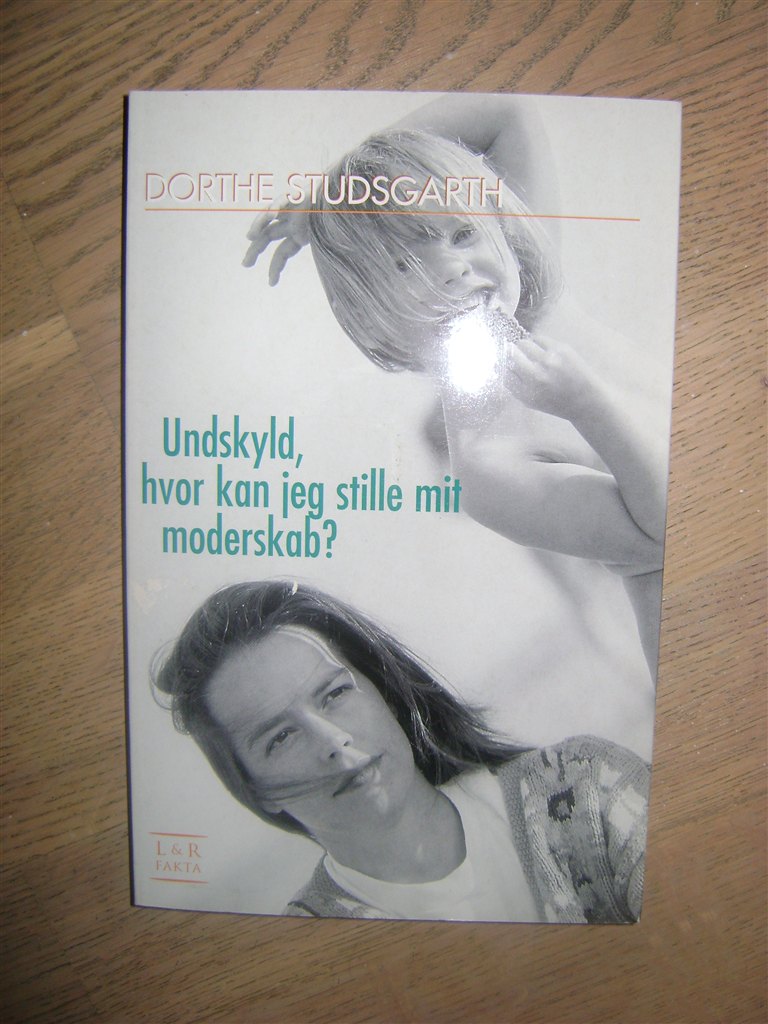 DORTHE STUDSGARTH
Undskyld,
hvor kan jeg stille mit
moderskab?
L & R
FAKTA